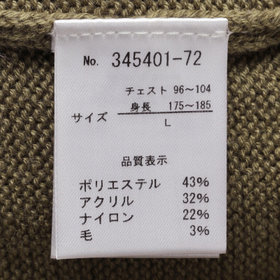 No. 345401-72
チェスト 96〜104
身長 175〜185
サイズ
L
品質表示
ポリエステル 43%
アクリル 32%
ナイロン 22%
毛 3%